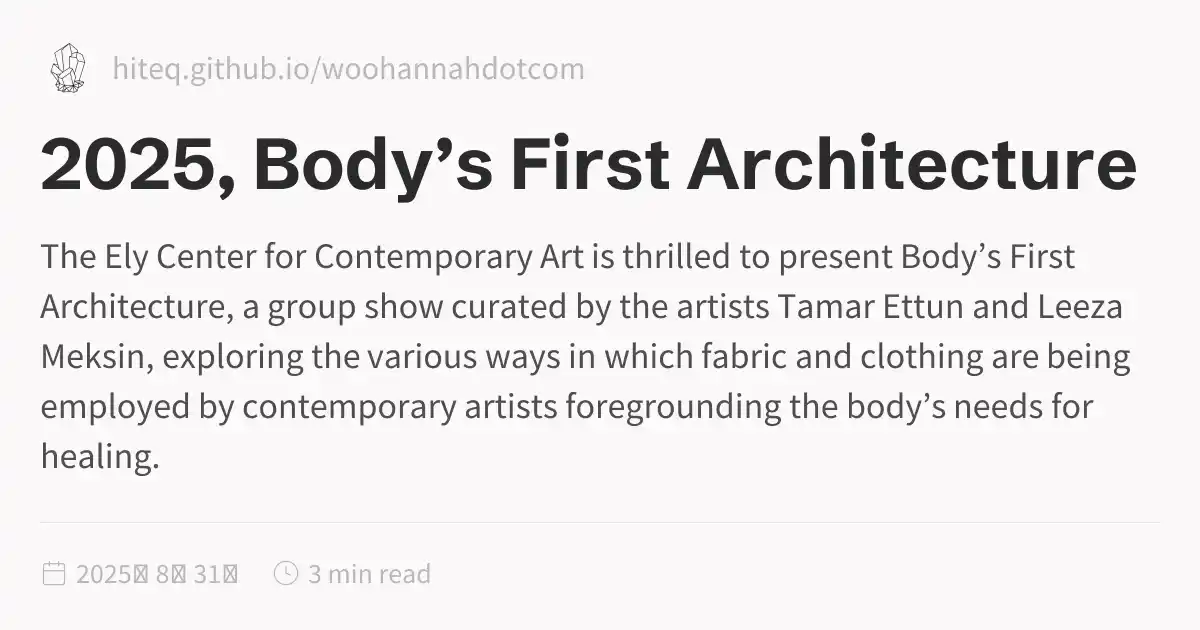 hiteq.github.io/woohannahdotcom
2025, Body’s First Architecture
The Ely Center for Contemporary Art is thrilled to present Body’s First
Architecture, a group show curated by the artists Tamar Ettun and Leeza
Meksin, exploring the various ways in which fabric and clothing are being
employed by contemporary artists foregrounding the body’s needs for
healing.
2025 8 31
3 min read